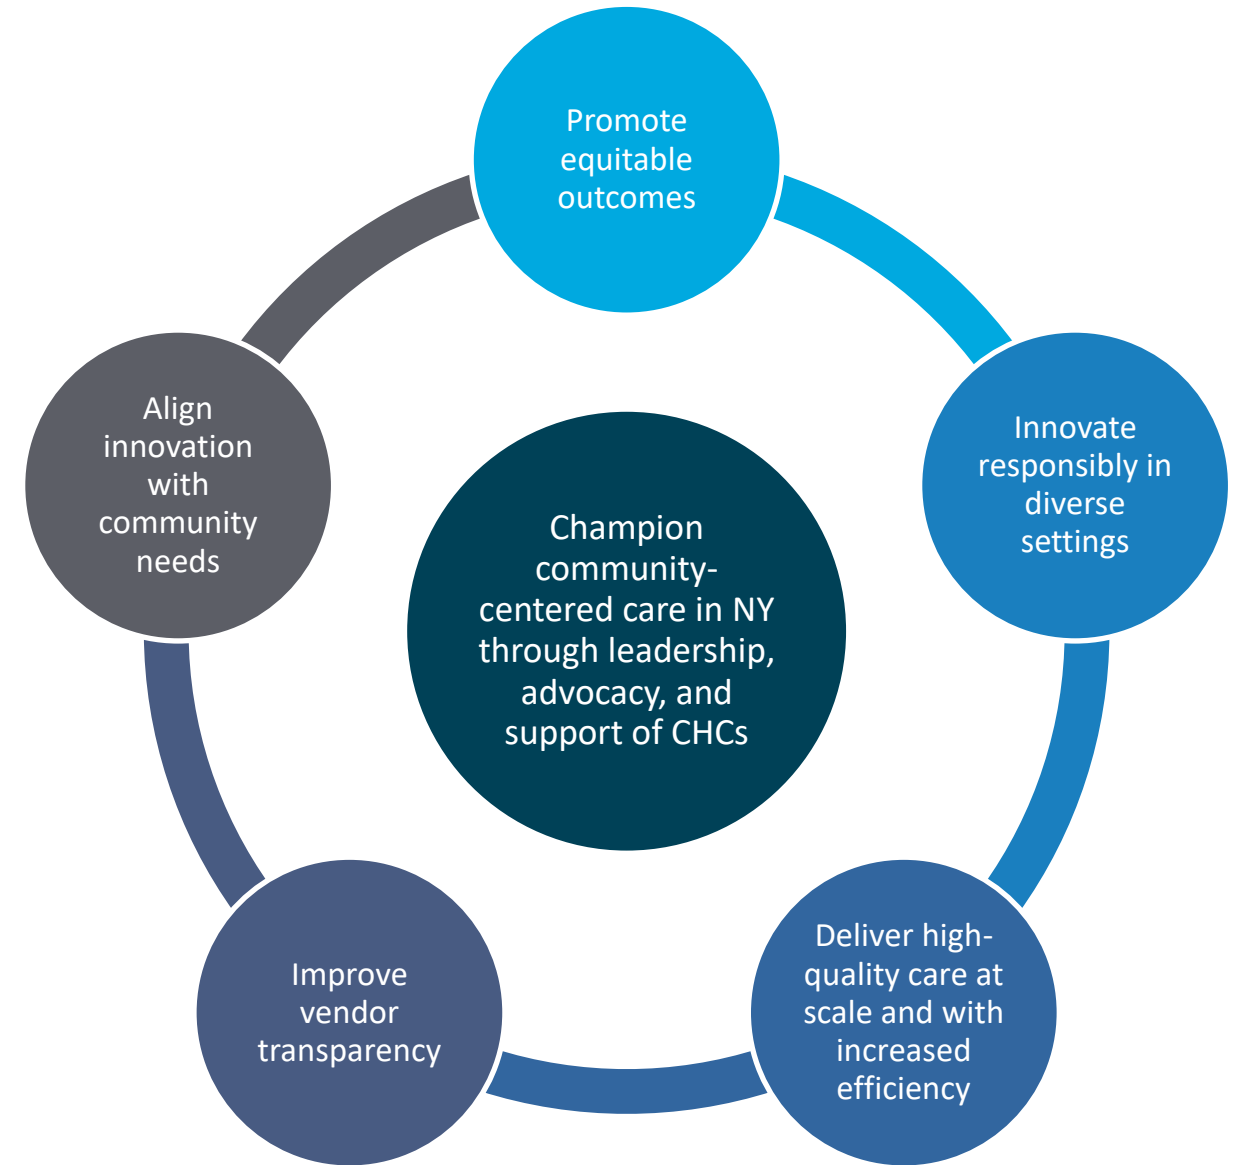 Promote
equitable
outcomes
Innovate
responsibly in
diverse
settings
Deliver high-
quality care at
scale and with
increased
efficiency
Improve
vendor
transparency
Align
innovation
with
community
needs
Champion
community-
centered care in NY
through leadership,
advocacy, and
support of CHCs